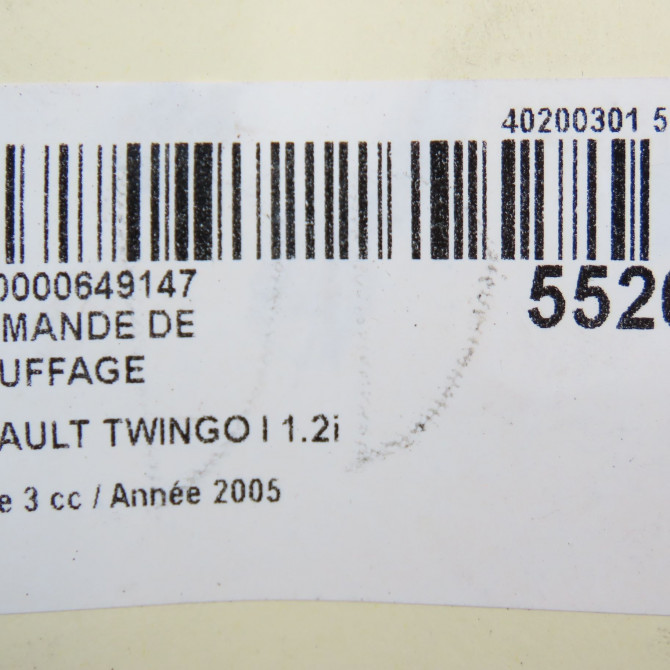 40200301 5
0000649147
552
MANDE DE
UFFAGE
AULT TWINGO I 1.2i
e 3 cc / Année 2005